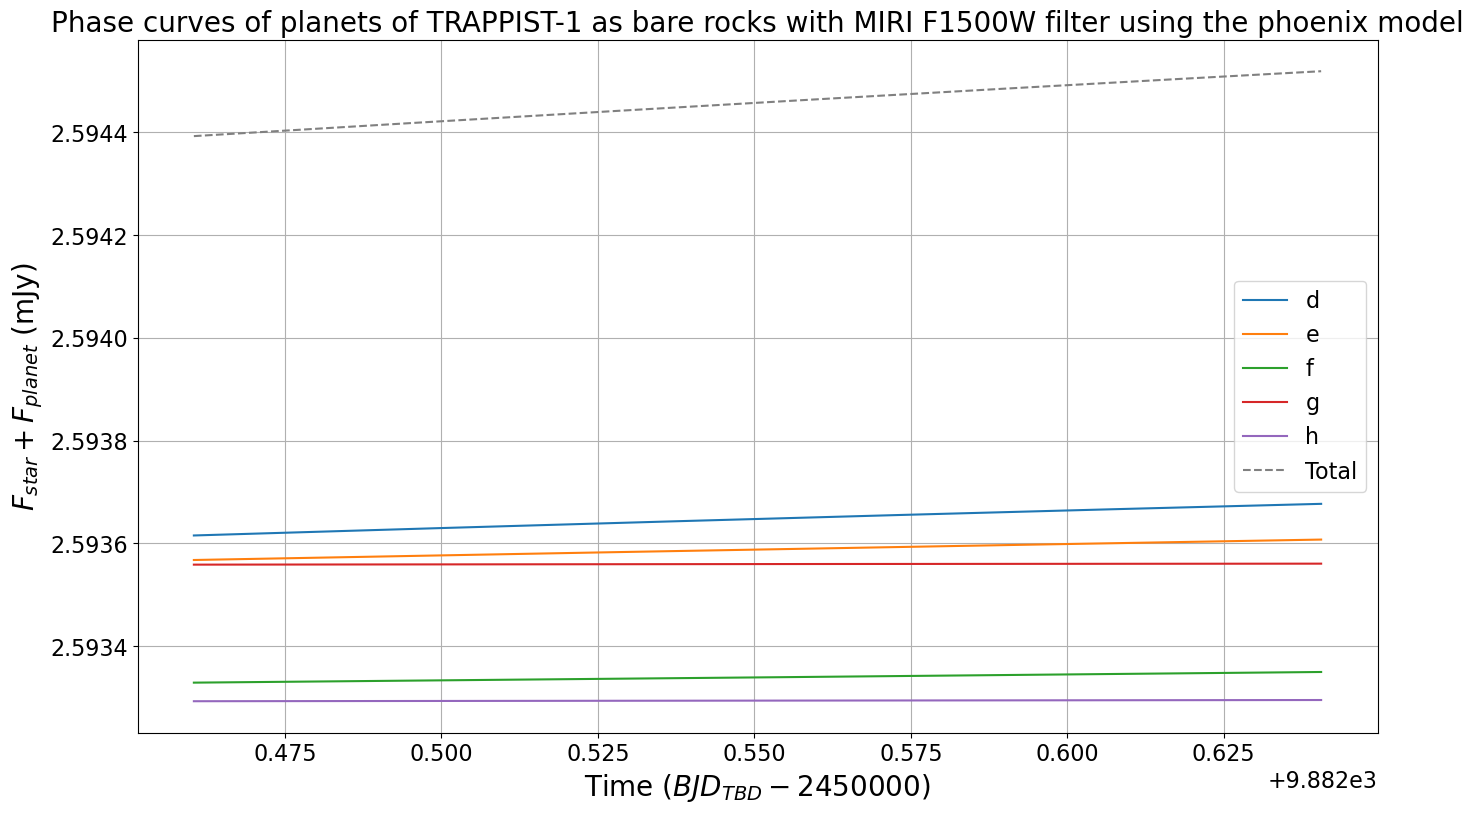 Phase curves of planets of TRAPPIST-1 as bare rocks with MIRI F1500W filter using the phoenix model
F_star + F_planet (mJy)
2.5944
2.5942
2.5940
2.5938
2.5936
2.5934
d
e
f
g
h
Total
0.475 0.500 0.525 0.550 0.575 0.600 0.625
+9.882e3
Time (BJD_TBD − 2450000)